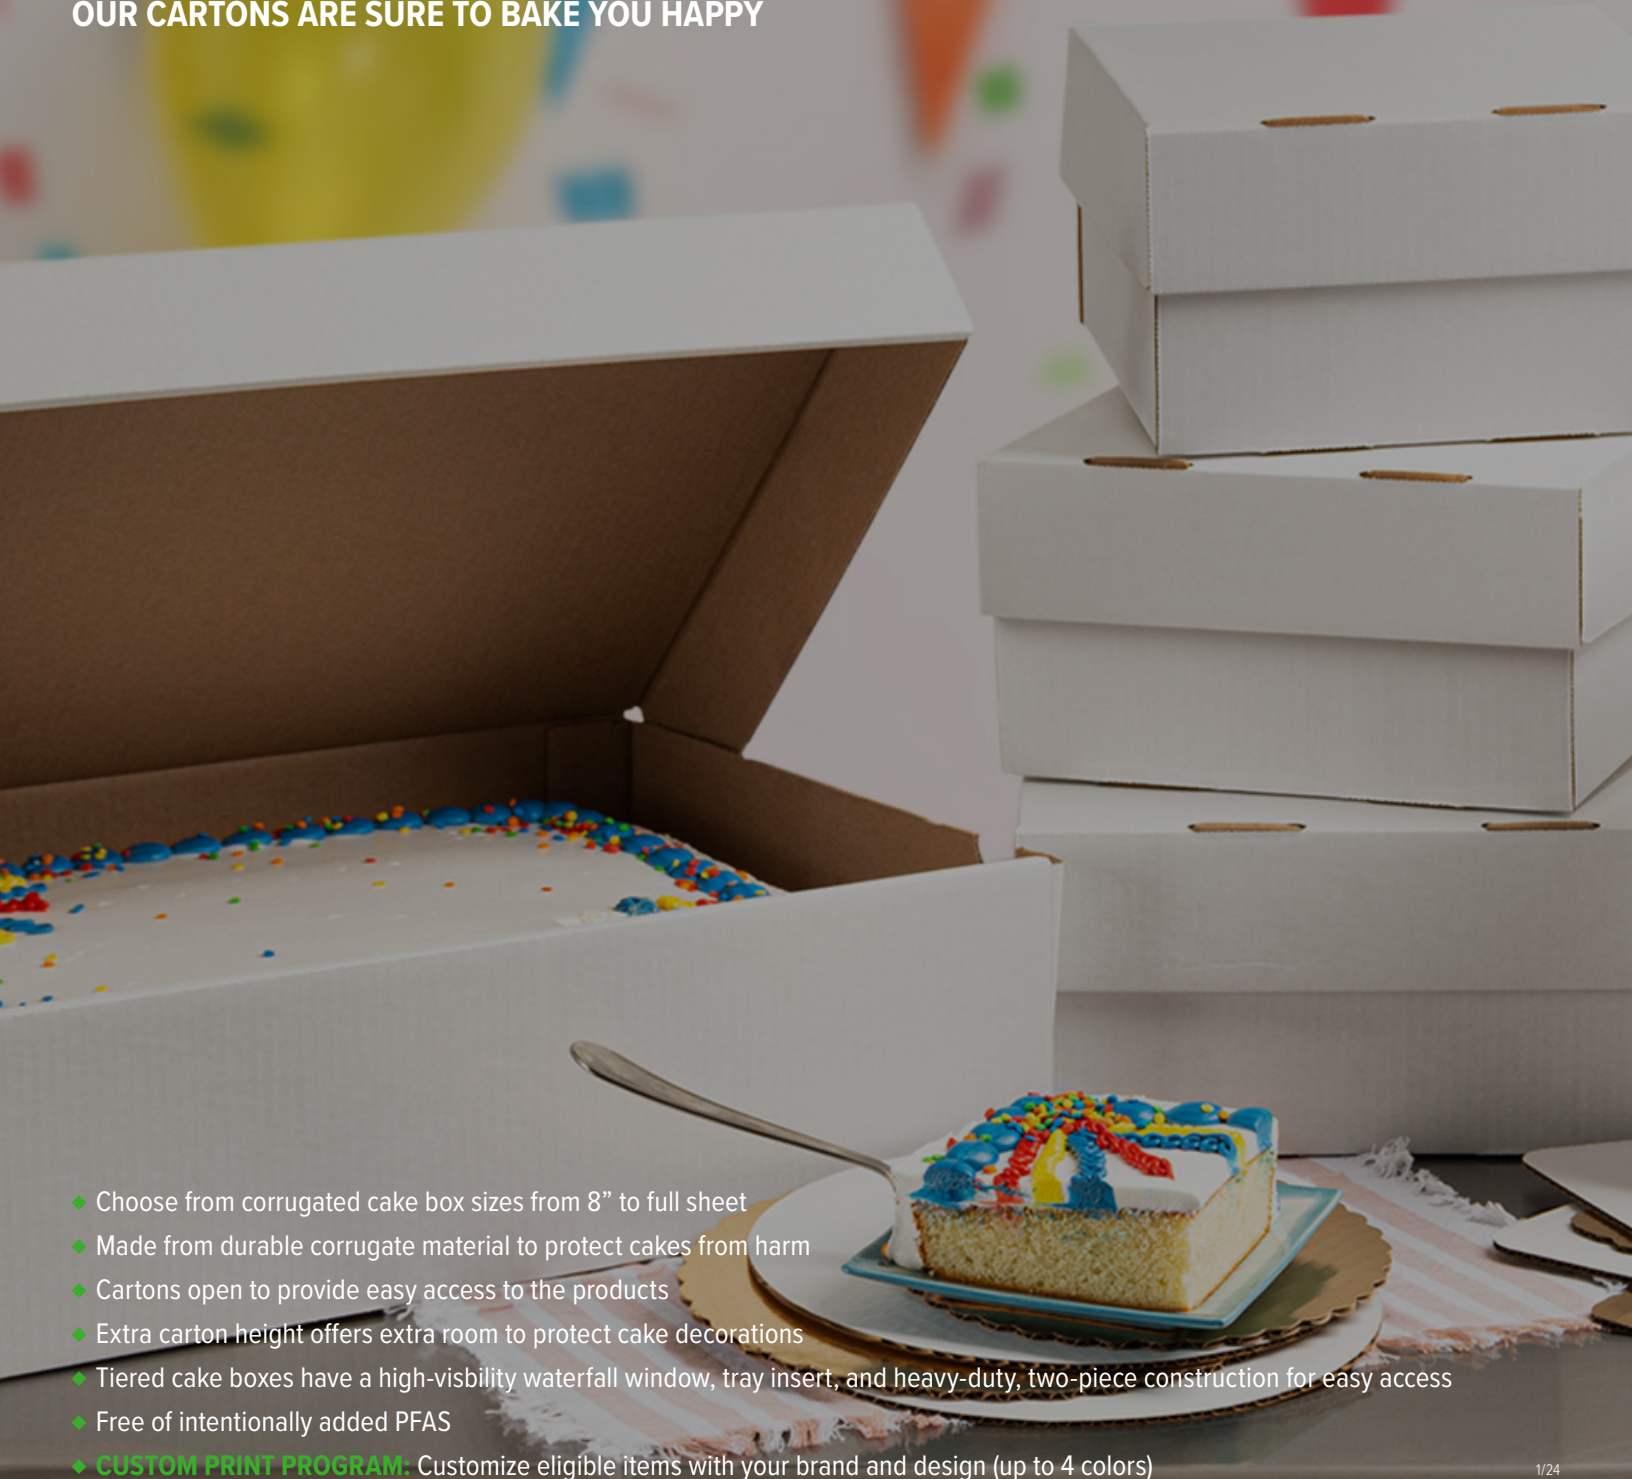 OUR CARTONS ARE SURE TO BAKE YOU HAPPY
◆ Choose from corrugated cake box sizes from 8” to full sheet
◆ Made from durable corrugate material to protect cakes from harm
◆ Cartons open to provide easy access to the products
◆ Extra carton height offers extra room to protect cake decorations
◆ Tiered cake boxes have a high-visbility waterfall window, tray insert, and heavy-duty, two-piece construction for easy access
◆ Free of intentionally added PFAS
◆ CUSTOM PRINT PROGRAM: Customize eligible items with your brand and design (up to 4 colors)
1/24